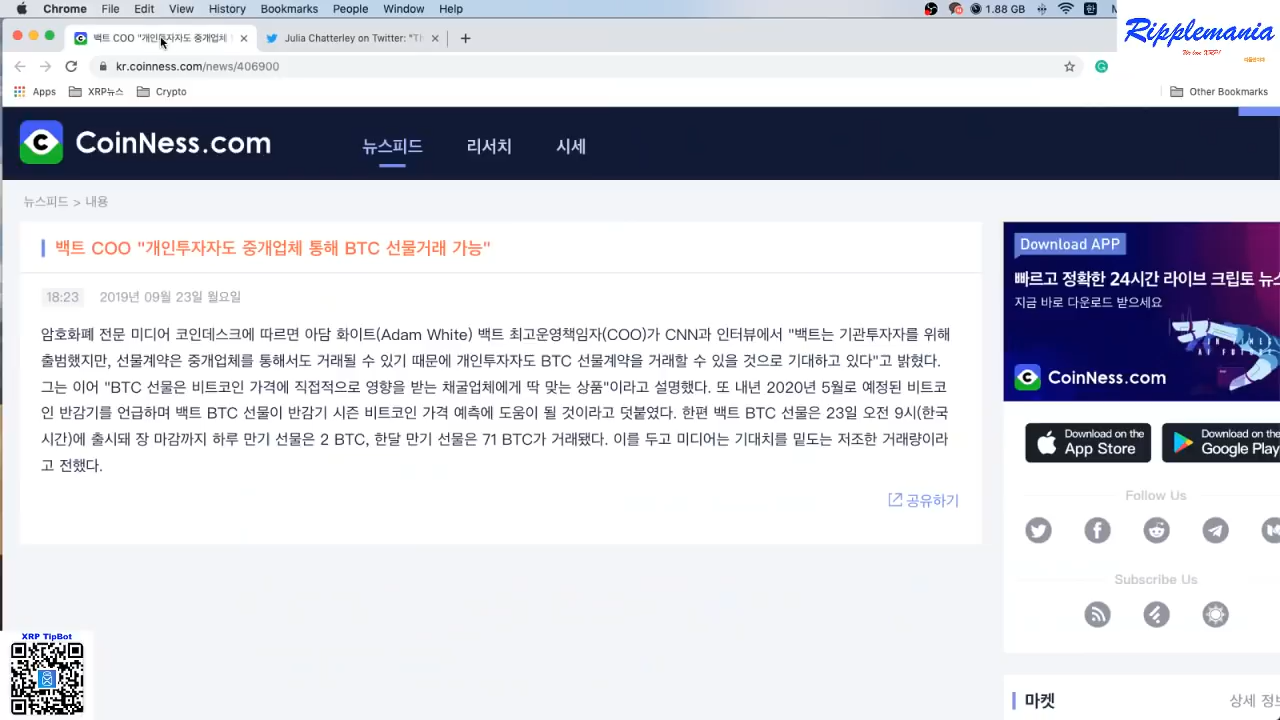 Chrome File Edit View History Bookmarks People Window Help 1.88 GB 한
Ripplemania
백트 COO "개인투자자도 중개업체
Julia Chatterley on Twitter: "Th
kr.coinness.com/news/406900
Apps XRP뉴스 Crypto Other Bookmarks
CoinNess.com 뉴스피드 리서치 시세
뉴스피드 > 내용
백트 COO "개인투자자도 중개업체 통해 BTC 선물거래 가능"
18:23 2019년 09월 23일 월요일
암호화폐 전문 미디어 코인데스크에 따르면 아담 화이트(Adam White) 백트 최고운영책임자(COO)가 CNN과 인터뷰에서 "백트는 기관투자자를 위해
출범했지만, 선물계약은 중개업체를 통해서도 거래될 수 있기 때문에 개인투자자도 BTC 선물계약을 거래할 수 있을 것으로 기대하고 있다"고 밝혔다.
그는 이어 "BTC 선물은 비트코인 가격에 직접적으로 영향을 받는 채굴업체에게 딱 맞는 상품"이라고 설명했다. 또 내년 2020년 5월로 예정된 비트코
인 반감기를 언급하며 백트 BTC 선물이 반감기 시즌 비트코인 가격 예측에 도움이 될 것이라고 덧붙였다. 한편 백트 BTC 선물은 23일 오전 9시(한국
시간)에 출시돼 장 마감까지 하루 만기 선물은 2 BTC, 한달 만기 선물은 71 BTC가 거래됐다. 이를 두고 미디어는 기대치를 밑도는 저조한 거래량이라
고 전했다.
공유하기
Download APP
빠르고 정확한 24시간 라이브 크립토 뉴스
지금 바로 다운로드 받으세요
CoinNess.com
Download on the
App Store
Download on the
Google Play
Follow Us
Subscribe Us
마켓 상세 정보
XRP TipBot